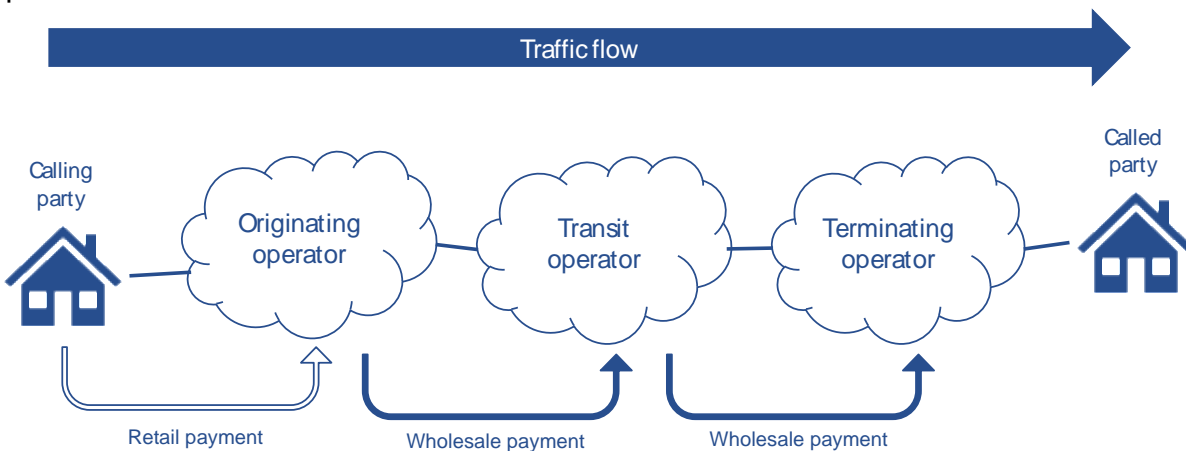 Traffic flow
Calling
party
Called
party
Originating
operator
Transit
operator
Terminating
operator
Retail payment
Wholesale payment
Wholesale payment